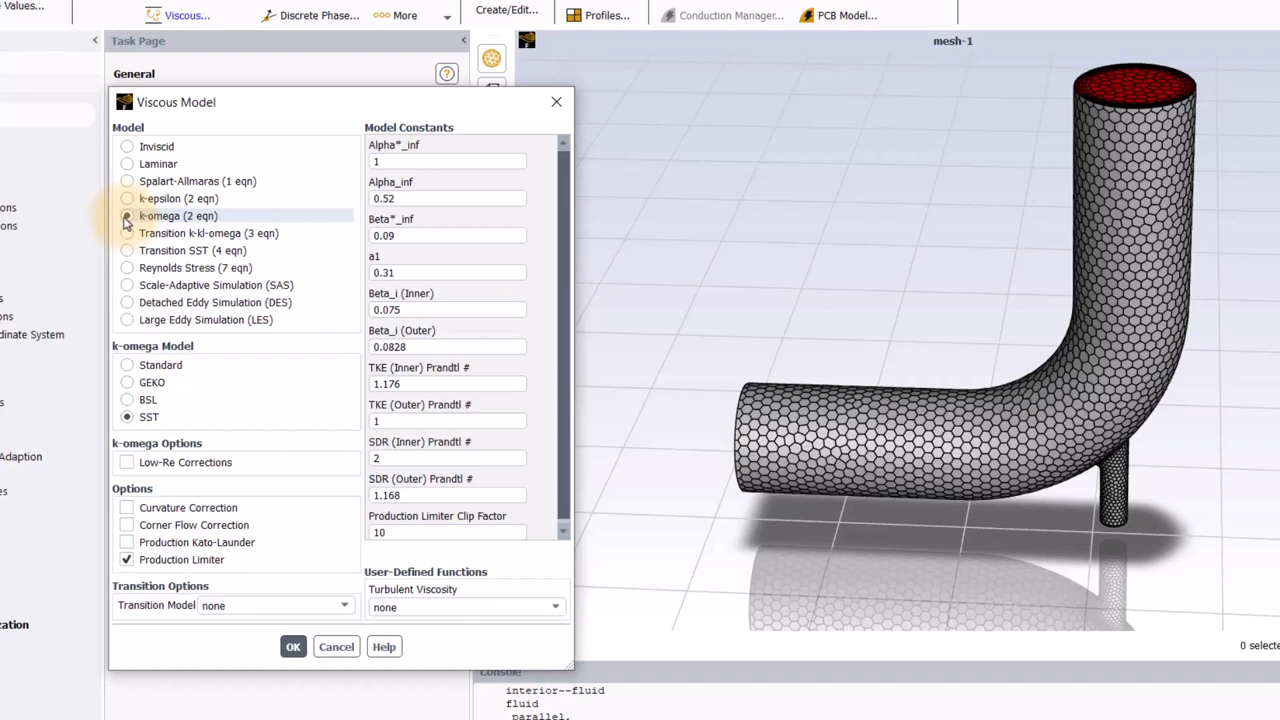 e Values...
Viscous...
Discrete Phase...
More
Create/Edit...
Profiles...
Conduction Manager...
PCB Model...
Task Page
mesh-1
General
?
Viscous Model
Model
Inviscid
Laminar
Spalart-Allmaras (1 eqn)
k-epsilon (2 eqn)
k-omega (2 eqn)
Transition k-kl-omega (3 eqn)
Transition SST (4 eqn)
Reynolds Stress (7 eqn)
Scale-Adaptive Simulation (SAS)
Detached Eddy Simulation (DES)
Large Eddy Simulation (LES)
k-omega Model
Standard
GEKO
BSL
SST
k-omega Options
Low-Re Corrections
Options
Curvature Correction
Corner Flow Correction
Production Kato-Launder
Production Limiter
Transition Options
Transition Model none
Model Constants
Alpha*_inf
1
Alpha_inf
0.52
Beta*_inf
0.09
a1
0.31
Beta_i (Inner)
0.075
Beta_i (Outer)
0.0828
TKE (Inner) Prandtl #
1.176
TKE (Outer) Prandtl #
1
SDR (Inner) Prandtl #
2
SDR (Outer) Prandtl #
1.168
Production Limiter Clip Factor
10
User-Defined Functions
Turbulent Viscosity
none
OK
Cancel
Help
ons
ons
s
ons
dinate System
s
Adaption
es
ization
0 selecte
Console
interior--fluid
fluid
parallel,